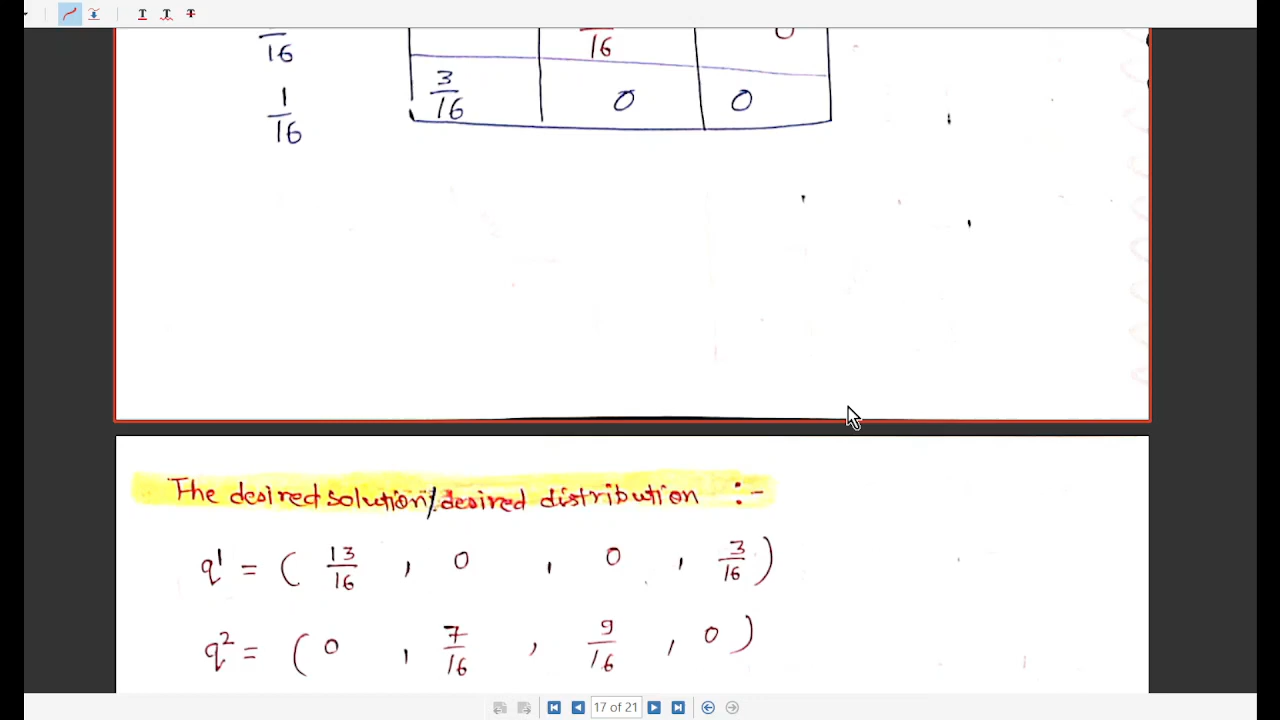 16
16
0
1/16
3/16
0
0
The desired solution/desired distribution :-
q¹ = ( 13/16 , 0 , 0 , 3/16 )
q² = ( 0 , 7/16 , 9/16 , 0 )
17 of 21